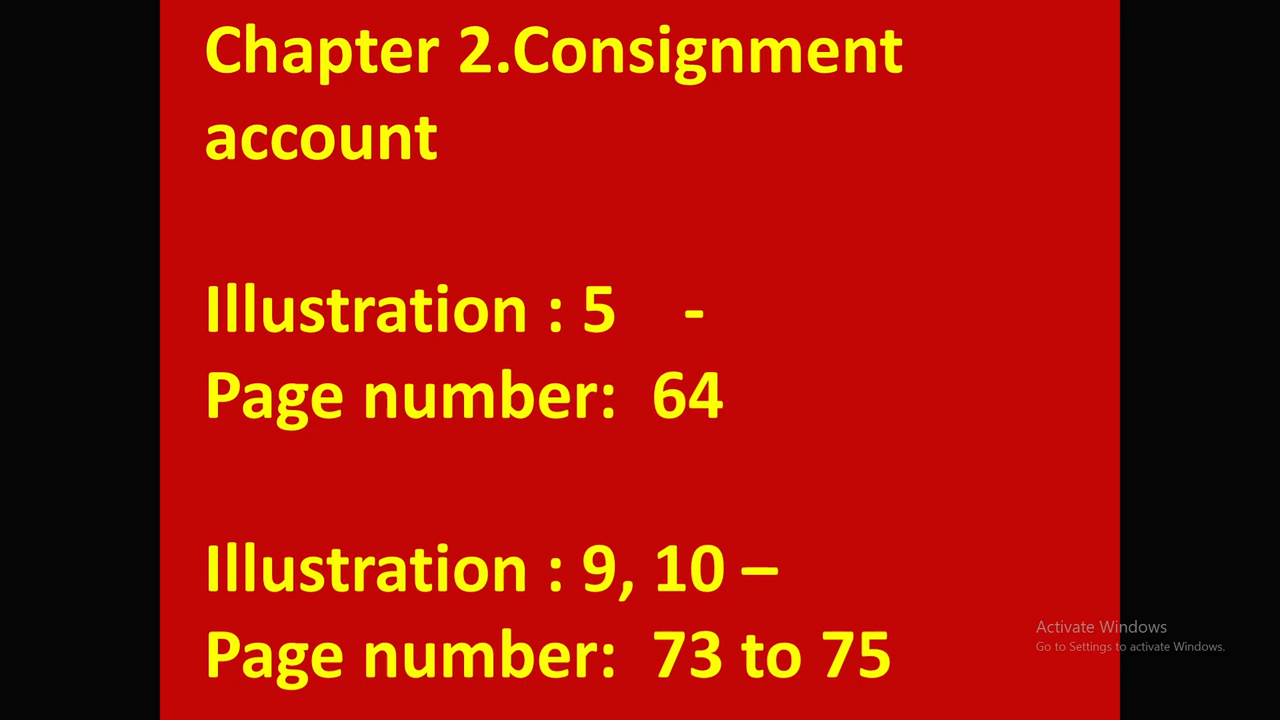 Chapter 2.Consignment
account
Illustration : 5    -
Page number:  64
Illustration : 9, 10 –
Page number:  73 to 75
Activate Windows
Go to Settings to activate Windows.